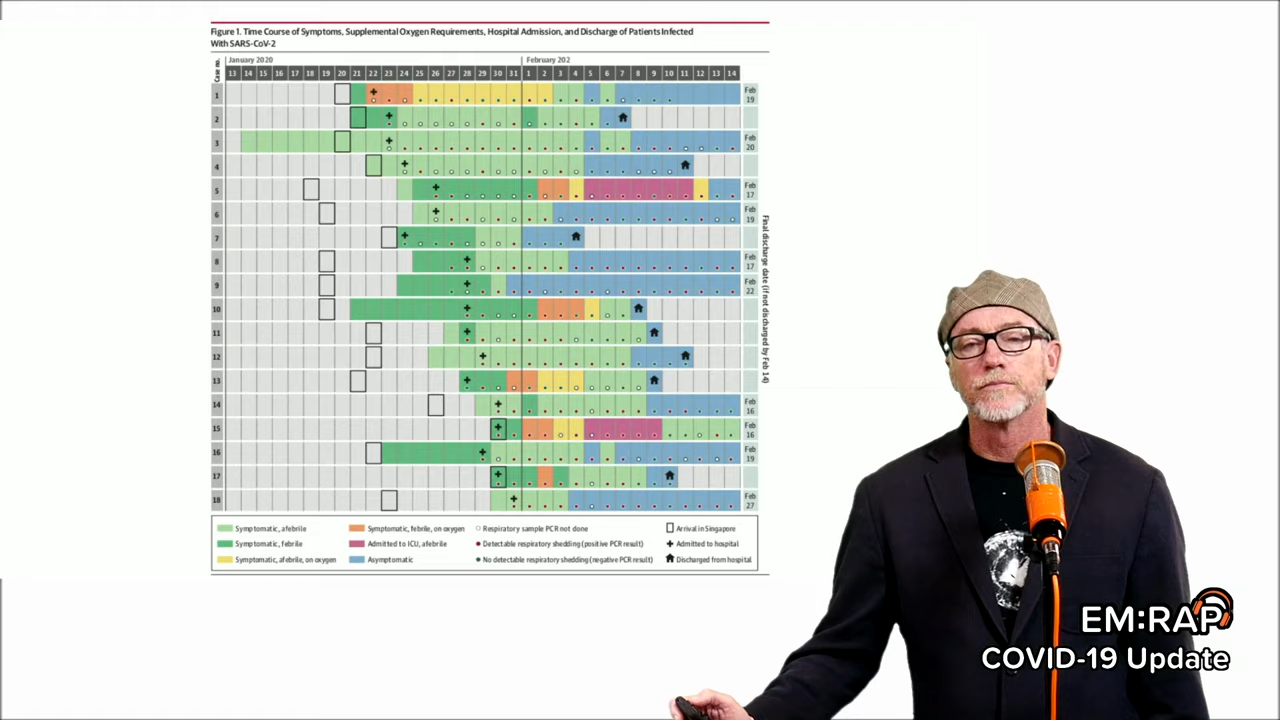 Figure 1. Time Course of Symptoms, Supplemental Oxygen Requirements, Hospital Admission, and Discharge of Patients Infected
With SARS-CoV-2
January 2020 February 202
Case no. 13 14 15 16 17 18 19 20 21 22 23 24 25 26 27 28 29 30 31 1 2 3 4 5 6 7 8 9 10 11 12 13 14
1 Feb 19
2
3 Feb 20
4
5 Feb 17
6 Feb 19
7
8 Feb 17
9 Feb 22
10
11
12
13
14 Feb 16
15 Feb 16
16 Feb 19
17
18 Feb 27
Final discharge date (if not discharged by Feb 14)
Symptomatic, afebrile Symptomatic, febrile, on oxygen Respiratory sample PCR not done Arrival in Singapore
Symptomatic, febrile Admitted to ICU, afebrile Detectable respiratory shedding (positive PCR result) Admitted to hospital
Symptomatic, afebrile, on oxygen Asymptomatic No detectable respiratory shedding (negative PCR result) Discharged from hospital
EM:RAP
COVID-19 Update